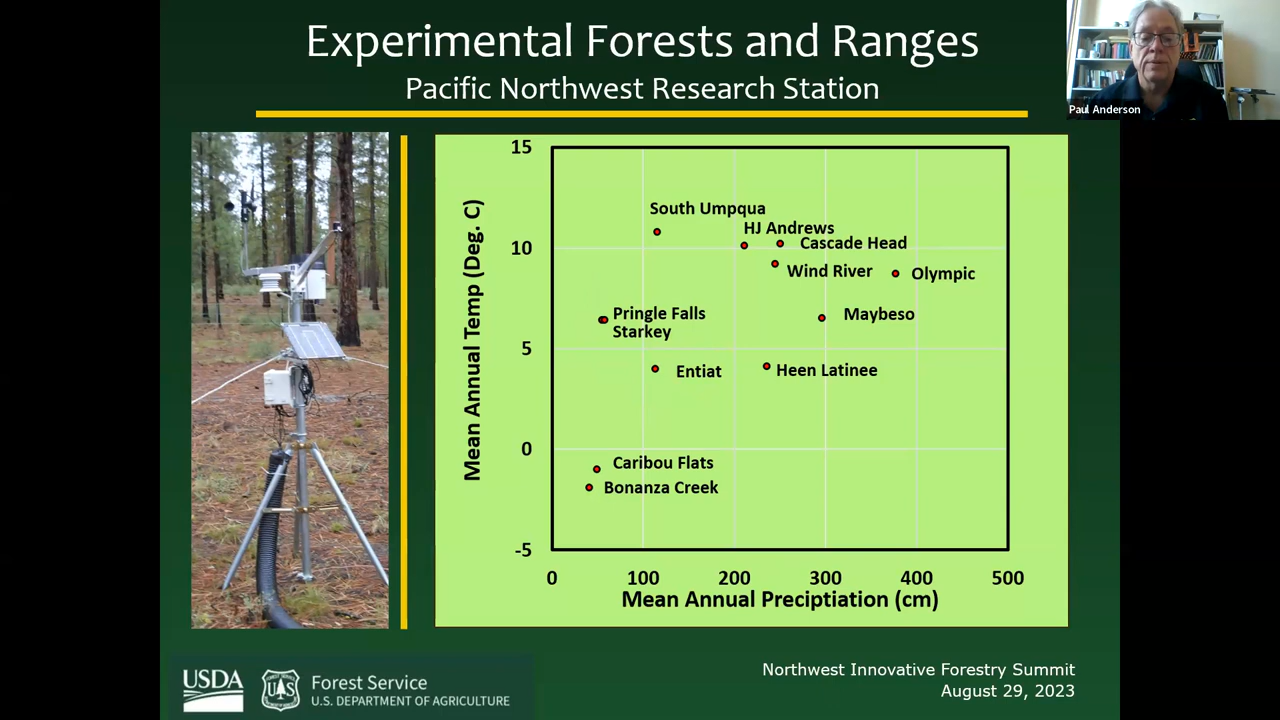 Experimental Forests and Ranges
Pacific Northwest Research Station
Paul Anderson
15
10
5
0
-5
Mean Annual Temp (Deg. C)
South Umpqua
HJ Andrews
Cascade Head
Wind River
Olympic
Pringle Falls
Starkey
Maybeso
Entiat
Heen Latinee
Caribou Flats
Bonanza Creek
0 100 200 300 400 500
Mean Annual Preciptiation (cm)
USDA
Forest Service
U.S. DEPARTMENT OF AGRICULTURE
Northwest Innovative Forestry Summit
August 29, 2023